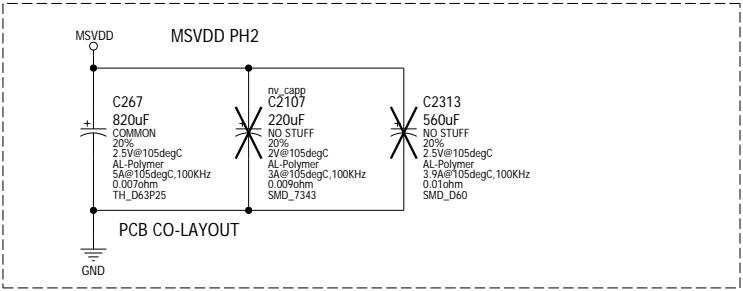 MSVDD
MSVDD PH2
C267
820uF
COMMON
20%
2.5V@105degC
AL-Polymer
5A@105degC,100KHz
0.007ohm
TH_D63P25
nv_capp
C2107
220uF
NO STUFF
20%
2V@105degC
AL-Polymer
3A@105degC,100KHz
0.009ohm
SMD_7343
C2313
560uF
NO STUFF
20%
2.5V@105degC
AL-Polymer
3.9A@105degC,100KHz
0.01ohm
SMD_D60
+
+
+
PCB CO-LAYOUT
GND